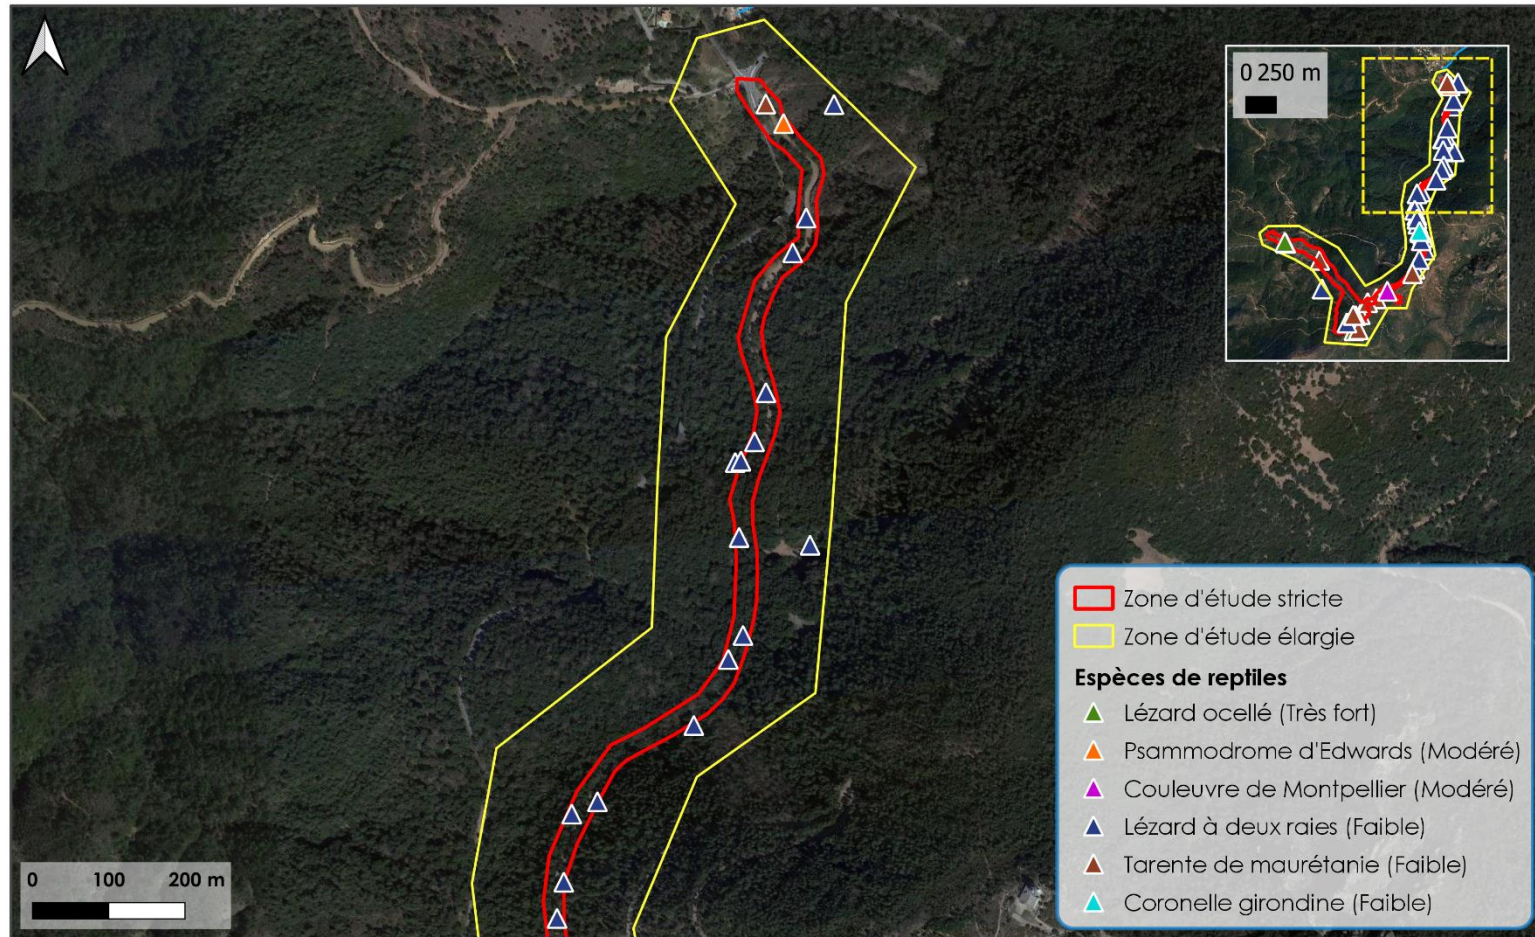 0 250 m
Zone d'étude stricte
Zone d'étude élargie
Espèces de reptiles
Lézard ocellé (Très fort)
Psammodrome d'Edwards (Modéré)
Couleuvre de Montpellier (Modéré)
Lézard à deux raies (Faible)
Tarente de maurétanie (Faible)
Coronelle girondine (Faible)
0 100 200 m